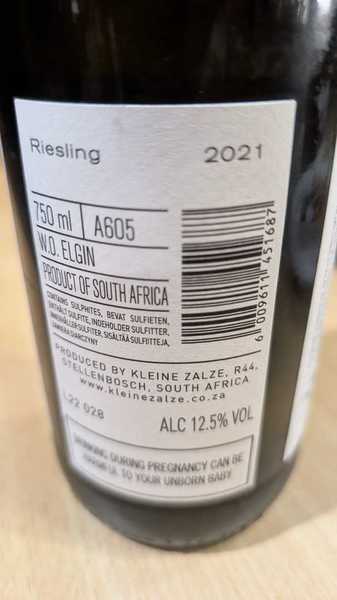 Riesling 2021
750 ml A605
W.O. ELGIN
PRODUCT OF SOUTH AFRICA
CONTAINS SULPHITES, BEVAT SULFIETEN,
ENTHÄLT SULFITE, INDEHOLDER SULFITTER,
INNEHÅLLER SULFITER, SISÄLTÄÄ SULFIITTEJA,
ZAWIERA SIARCZYNY
6 009611 451687
PRODUCED BY KLEINE ZALZE, R44,
STELLENBOSCH, SOUTH AFRICA
www.kleinezalze.co.za
L22 028
ALC 12.5% VOL
DRINKING DURING PREGNANCY CAN BE
HARMFUL TO YOUR UNBORN BABY